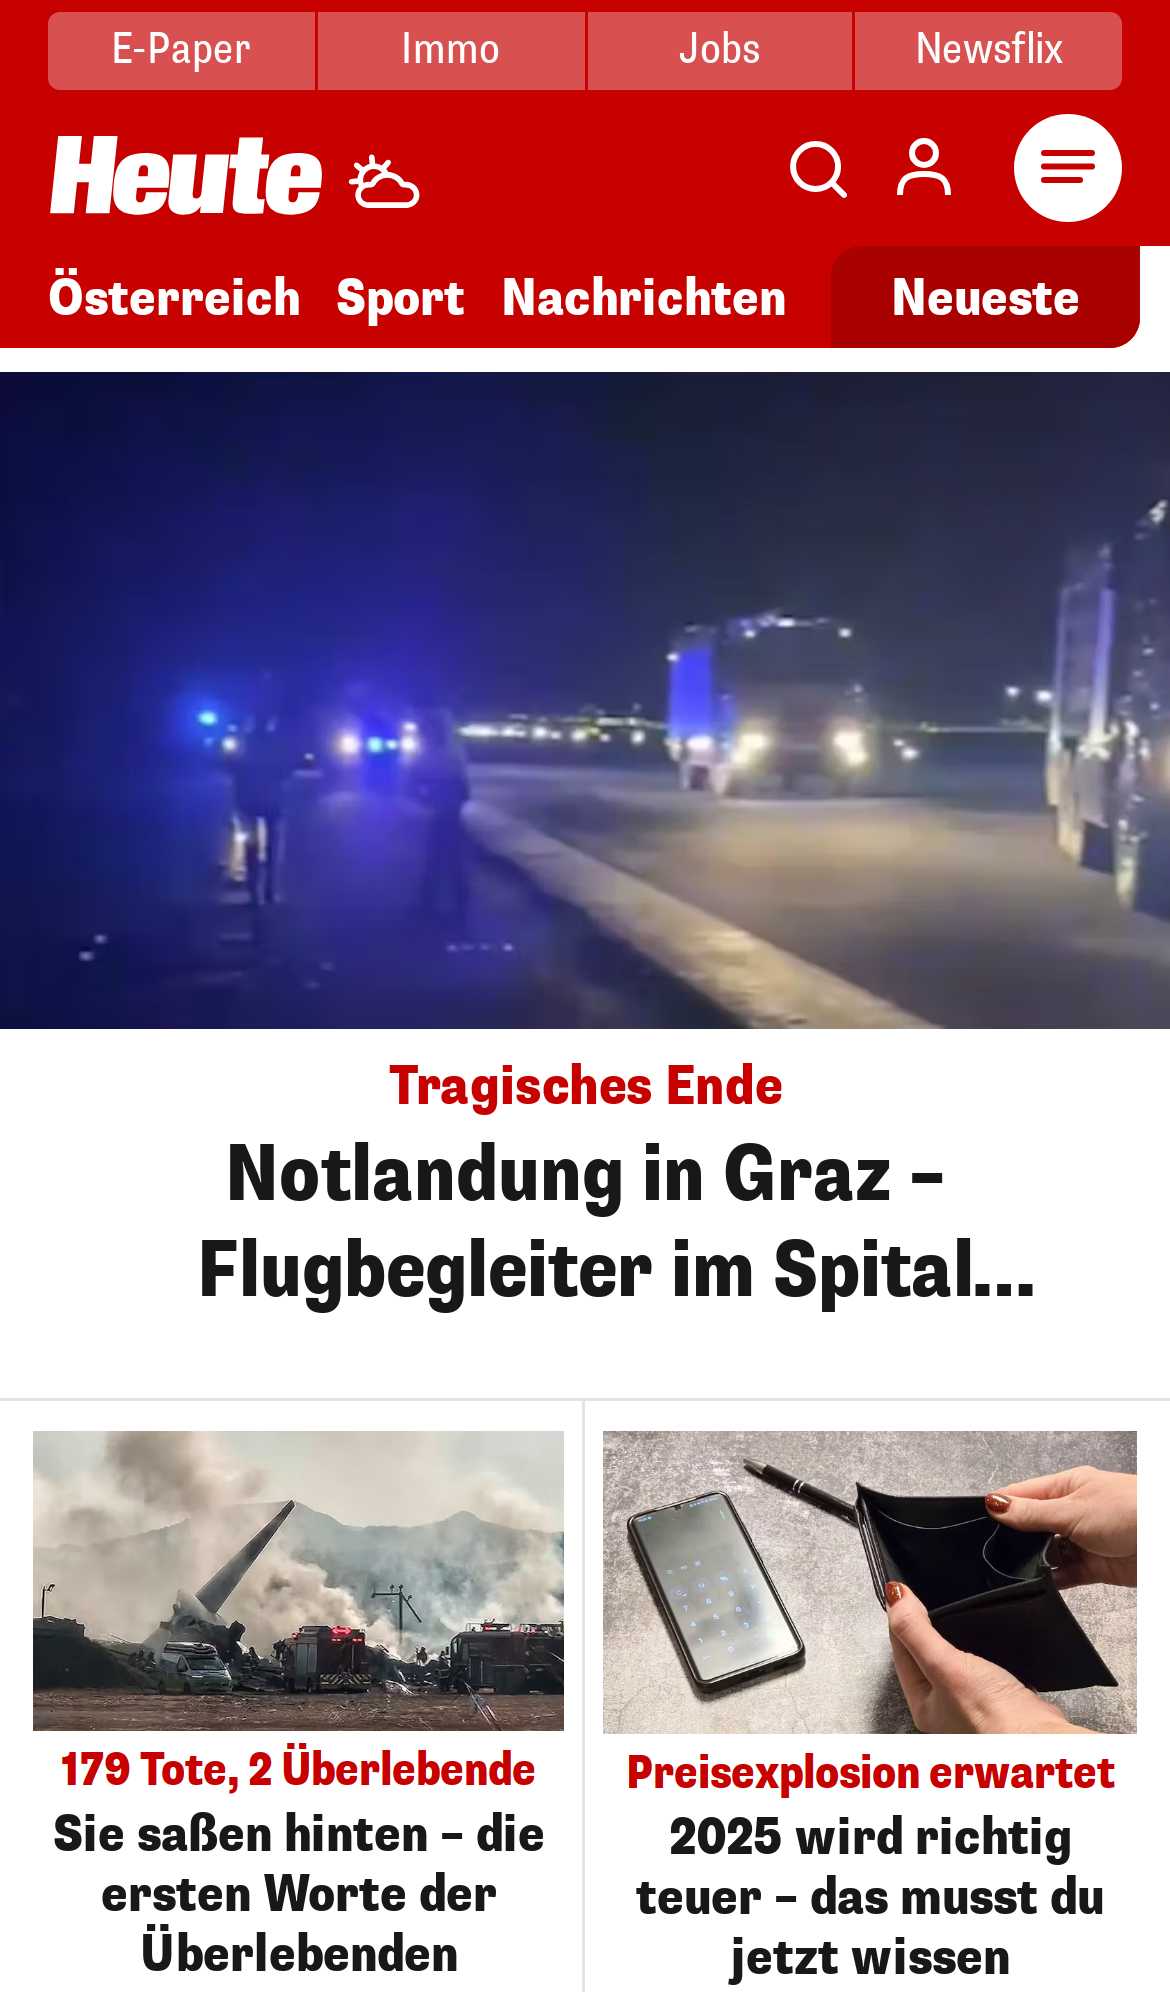 E-Paper
Immo
Jobs
Newsflix
Heute
Österreich
Sport
Nachrichten
Neueste
Tragisches Ende
Notlandung in Graz –
Flugbegleiter im Spital...
179 Tote, 2 Überlebende
Sie saßen hinten – die
ersten Worte der
Überlebenden
Preisexplosion erwartet
2025 wird richtig
teuer – das musst du
jetzt wissen